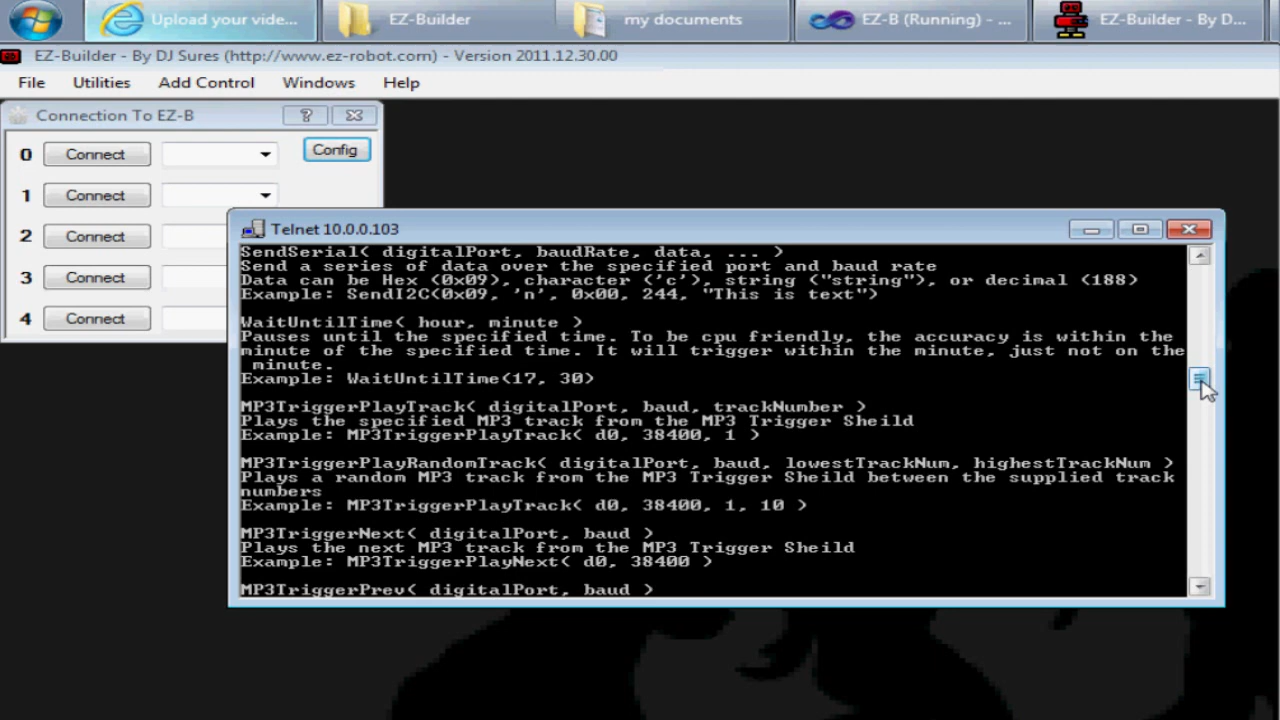 Upload your vide...
EZ-Builder
my documents
EZ-B (Running) - ...
EZ-Builder - By D...
EZ-Builder - By DJ Sures (http://www.ez-robot.com) - Version 2011.12.30.00
File Utilities Add Control Windows Help
Connection To EZ-B ?
0 Connect Config
1 Connect
2 Connect
3 Connect
4 Connect
Telnet 10.0.0.103
SendSerial( digitalPort, baudRate, data, ... )
Send a series of data over the specified port and baud rate
Data can be Hex (0x09), character ('c'), string ("string"), or decimal (188)
Example: SendI2C(0x09, 'n', 0x00, 244, "This is text")
WaitUntilTime( hour, minute )
Pauses until the specified time. To be cpu friendly, the accuracy is within the
minute of the specified time. It will trigger within the minute, just not on the
minute.
Example: WaitUntilTime(17, 30)
MP3TriggerPlayTrack( digitalPort, baud, trackNumber )
Plays the specified MP3 track from the MP3 Trigger Sheild
Example: MP3TriggerPlayTrack( d0, 38400, 1 )
MP3TriggerPlayRandomTrack( digitalPort, baud, lowestTrackNum, highestTrackNum )
Plays a random MP3 track from the MP3 Trigger Sheild between the supplied track
numbers
Example: MP3TriggerPlayTrack( d0, 38400, 1, 10 )
MP3TriggerNext( digitalPort, baud )
Plays the next MP3 track from the MP3 Trigger Sheild
Example: MP3TriggerPlayNext( d0, 38400 )
MP3TriggerPrev( digitalPort, baud )